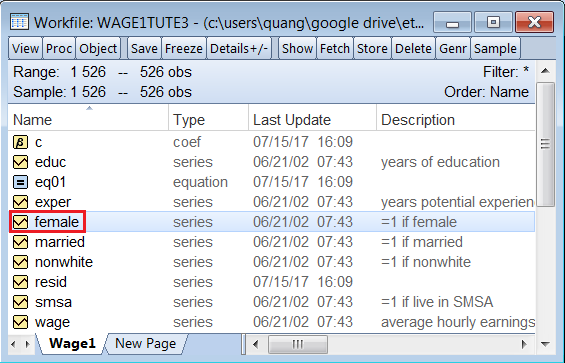 Workfile: WAGE1TUTE3 - (c:\users\quang\google drive\et...
View Proc Object Save Freeze Details+/- Show Fetch Store Delete Genr Sample
Range: 1 526 -- 526 obs Filter: *
Sample: 1 526 -- 526 obs Order: Name
Name Type Last Update Description
β c coef 07/15/17 16:09
educ series 06/21/02 07:43 years of education
= eq01 equation 07/15/17 16:09
exper series 06/21/02 07:43 years potential experien
female series 06/21/02 07:43 =1 if female
married series 06/21/02 07:43 =1 if married
nonwhite series 06/21/02 07:43 =1 if nonwhite
resid series 07/15/17 16:09
smsa series 06/21/02 07:43 =1 if live in SMSA
wage series 06/21/02 07:43 average hourly earnings
Wage1 New Page